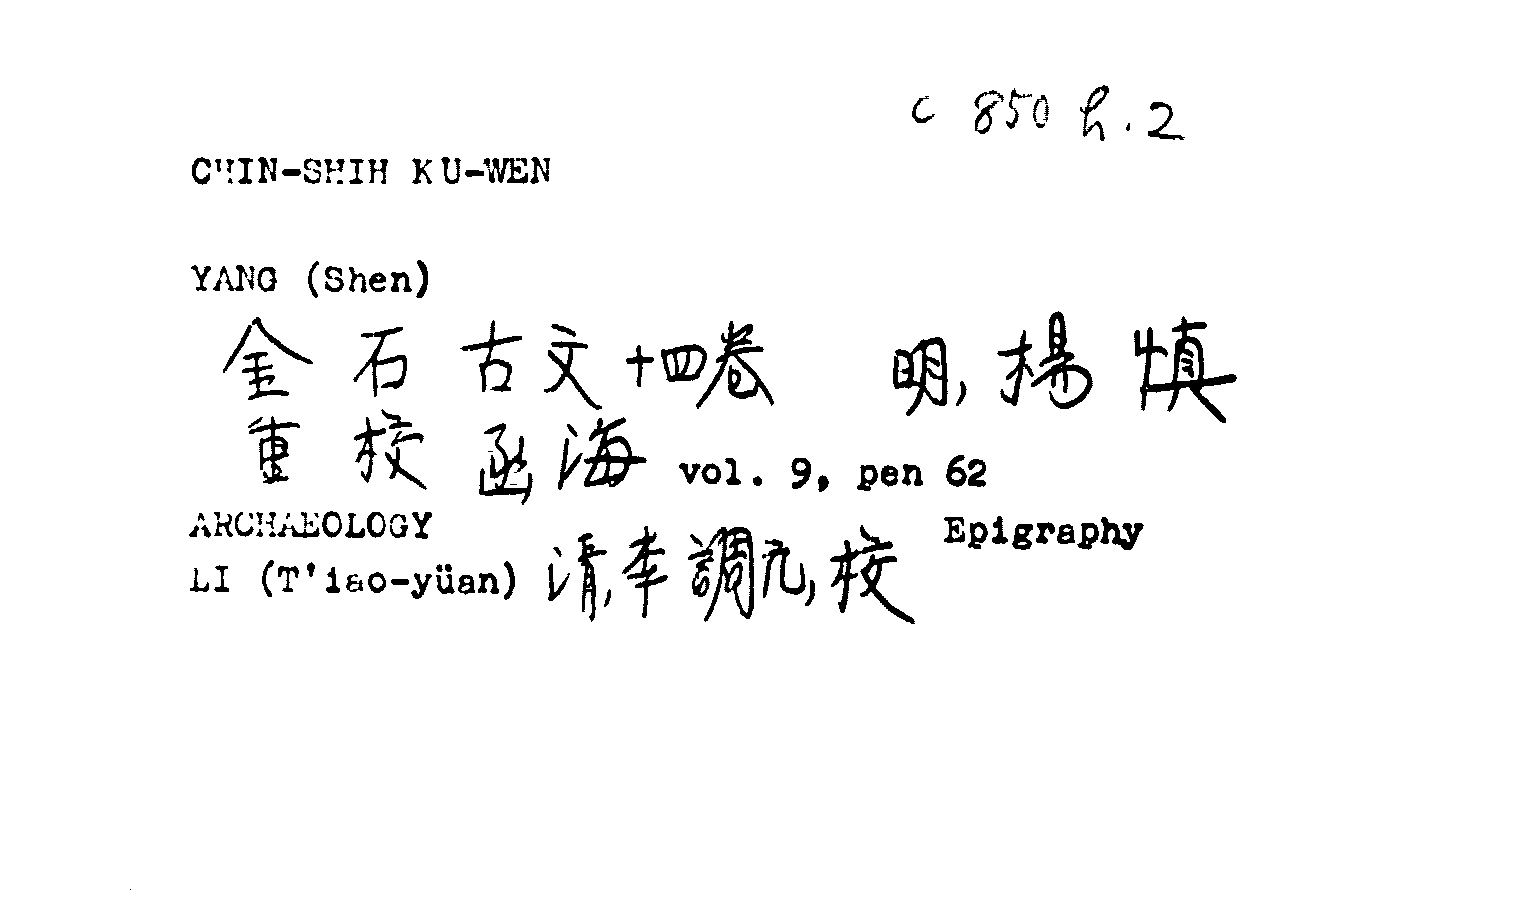 C 850 h.2
CHIN-SHIH KU-WEN
YANG (Shen)
金石古文十四卷 明,楊慎
重校函海 vol. 9, pen 62
ARCHAEOLOGY Epigraphy
LI (T'iao-yüan) 清,李調元,校